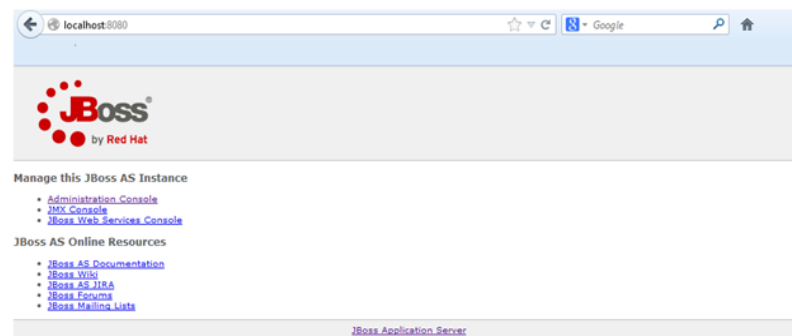 localhost:8080
Google
JBoss®
by Red Hat
Manage this JBoss AS Instance
Administration Console
JMX Console
JBoss Web Services Console
JBoss AS Online Resources
JBoss AS Documentation
JBoss Wiki
JBoss AS JIRA
JBoss Forums
JBoss Mailing Lists
JBoss Application Server